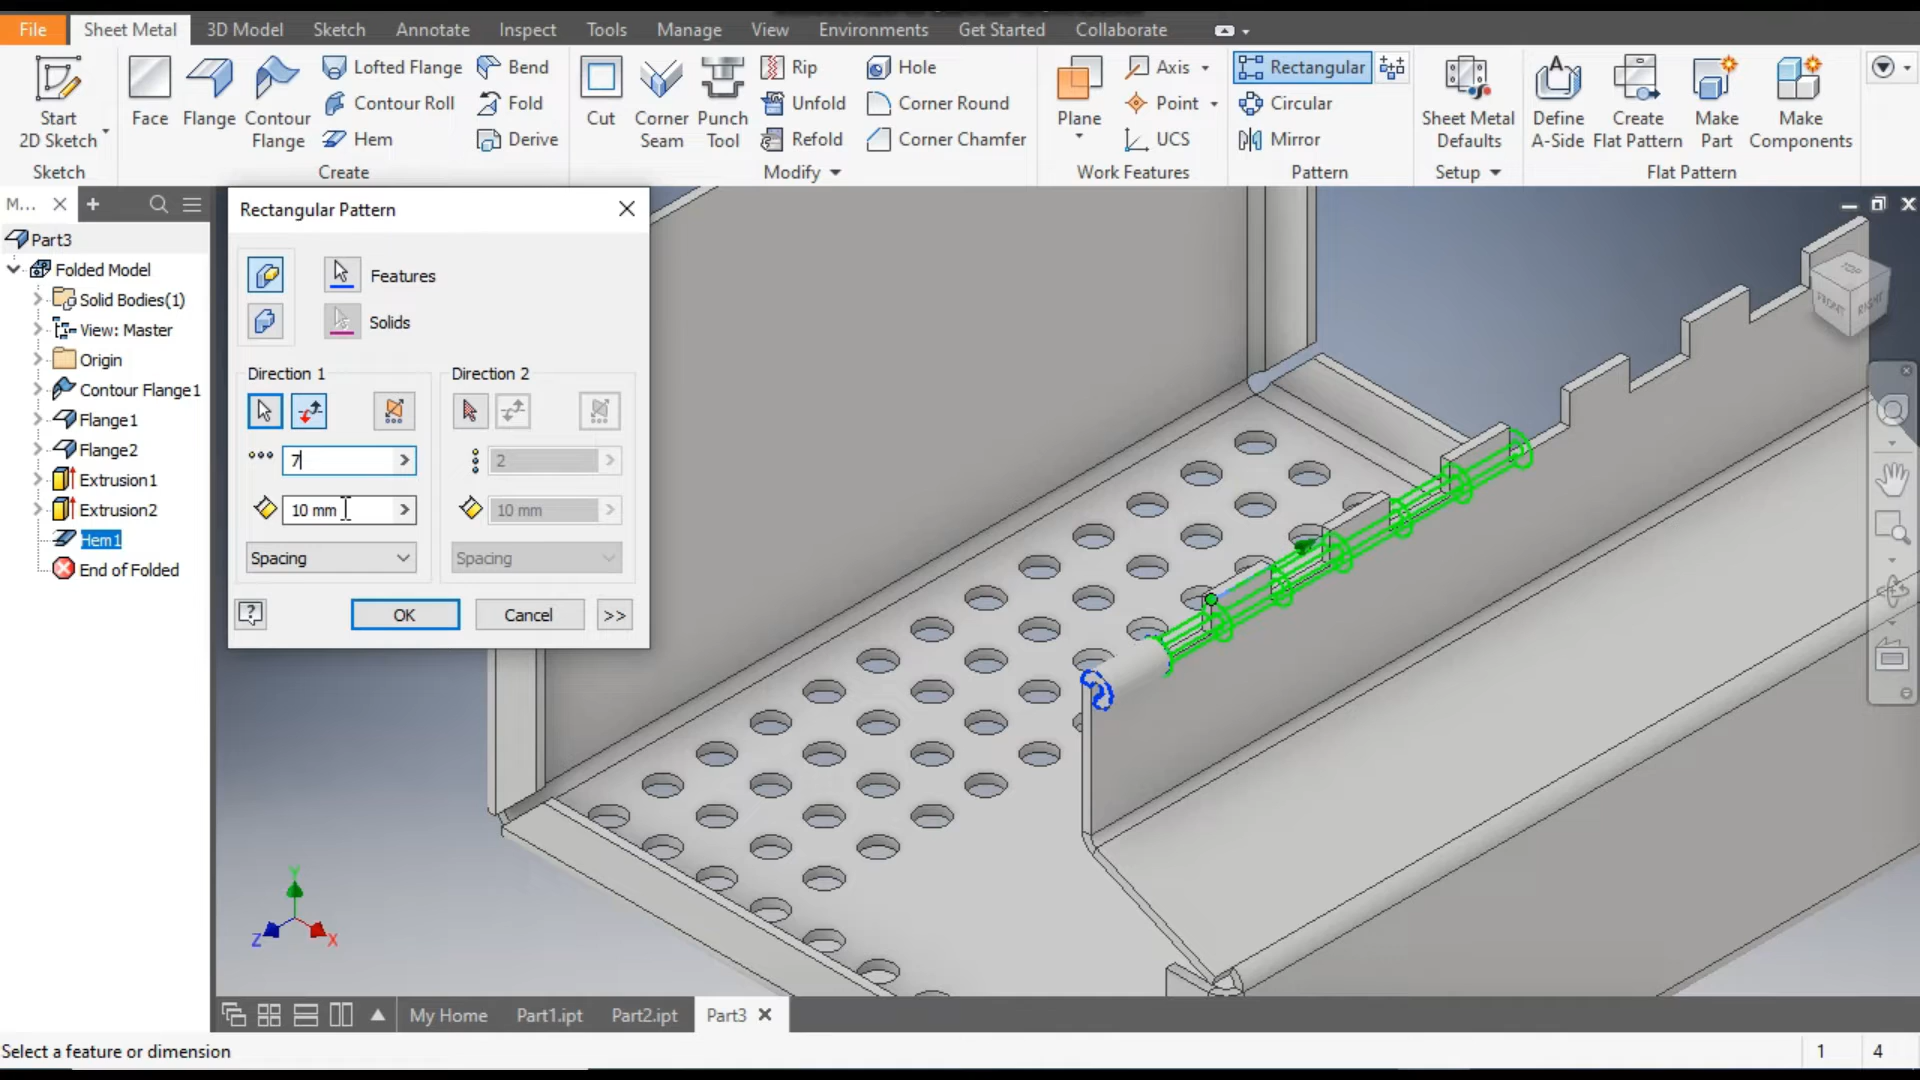 File Sheet Metal 3D Model Sketch Annotate Inspect Tools Manage View Environments Get Started Collaborate
Start
2D Sketch
Face
Flange
Contour
Flange
Lofted Flange
Contour Roll
Hem
Bend
Fold
Derive
Cut
Corner
Seam
Punch
Tool
Rip
Unfold
Refold
Hole
Corner Round
Corner Chamfer
Plane
Axis
Point
UCS
Rectangular
Circular
Mirror
Sheet Metal
Defaults
Define
A-Side
Create
Flat Pattern
Make
Part
Make
Components
Sketch Create Modify Work Features Pattern Setup Flat Pattern
M...
Part3
Folded Model
Solid Bodies(1)
View: Master
Origin
Contour Flange1
Flange1
Flange2
Extrusion1
Extrusion2
Hem1
End of Folded
Rectangular Pattern
Features
Solids
Direction 1 Direction 2
7 2
10 mm 10 mm
Spacing Spacing
OK Cancel >>
TOP
FRONT RIGHT
Y
Z X
My Home Part1.ipt Part2.ipt Part3
Select a feature or dimension 1 4